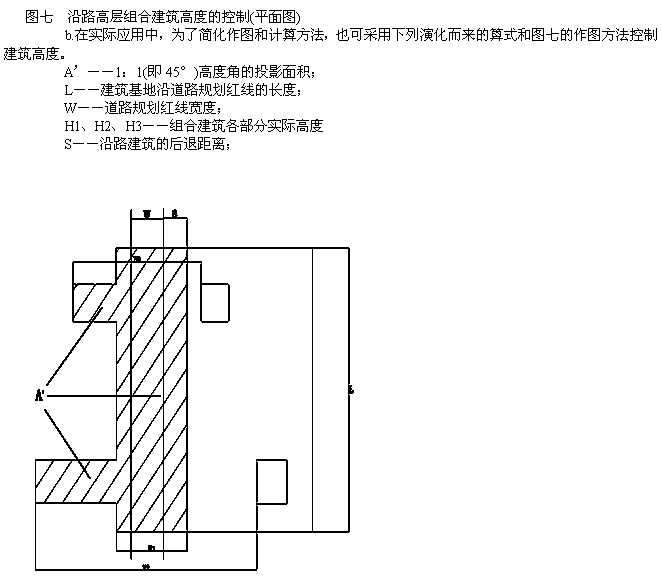 图七 沿路高层组合建筑高度的控制(平面图)
b.在实际应用中，为了简化作图和计算方法，也可采用下列演化而来的算式和图七的作图方法控制
建筑高度。
A′——1：1(即45°)高度角的投影面积；
L——建筑基地沿道路规划红线的长度；
W——道路规划红线宽度；
H1、H2、H3——组合建筑各部分实际高度
S——沿路建筑的后退距离；
W S
A'
L